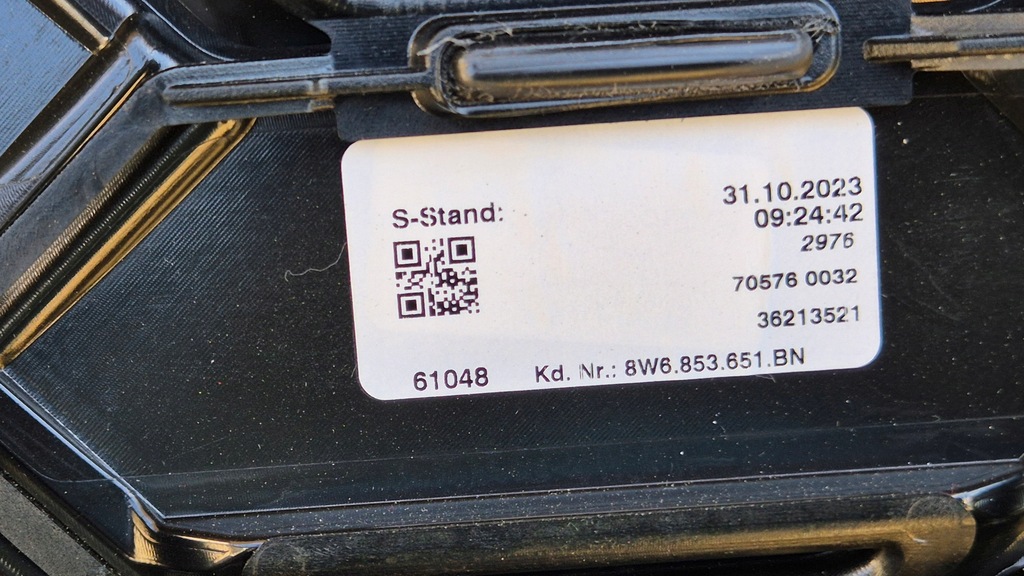 31.10.2023
S-Stand: 09:24:42
2976
70576 0032
36213521
61048 Kd. Nr.: 8W6.853.651.BN